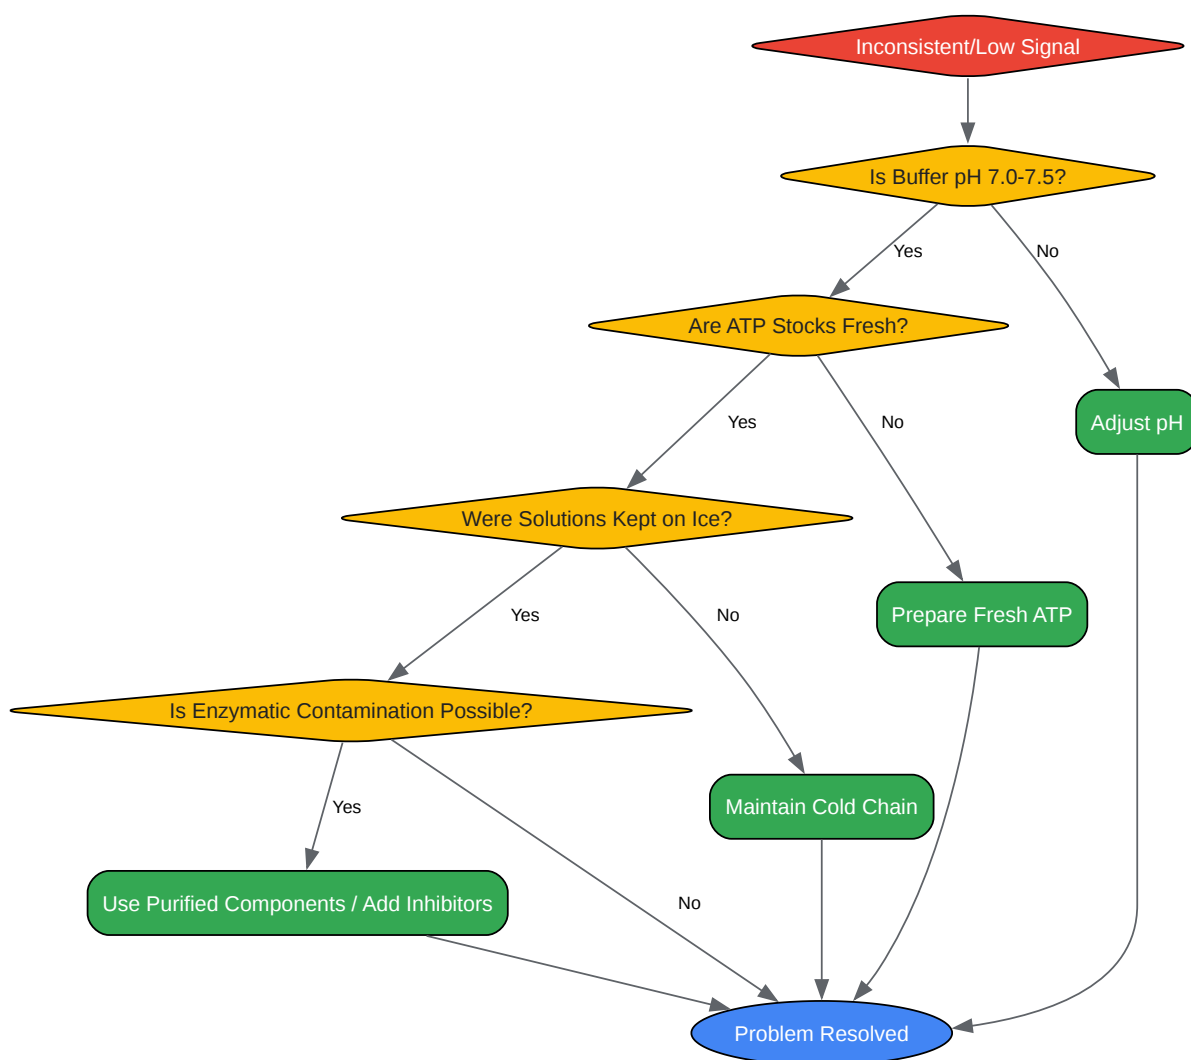 Inconsistent/Low Signal
Is Buffer pH 7.0-7.5?
Yes
No
Are ATP Stocks Fresh?
Yes
No
Adjust pH
Were Solutions Kept on Ice?
Yes
No
Prepare Fresh ATP
Is Enzymatic Contamination Possible?
Yes
Maintain Cold Chain
Use Purified Components / Add Inhibitors
No
Problem Resolved